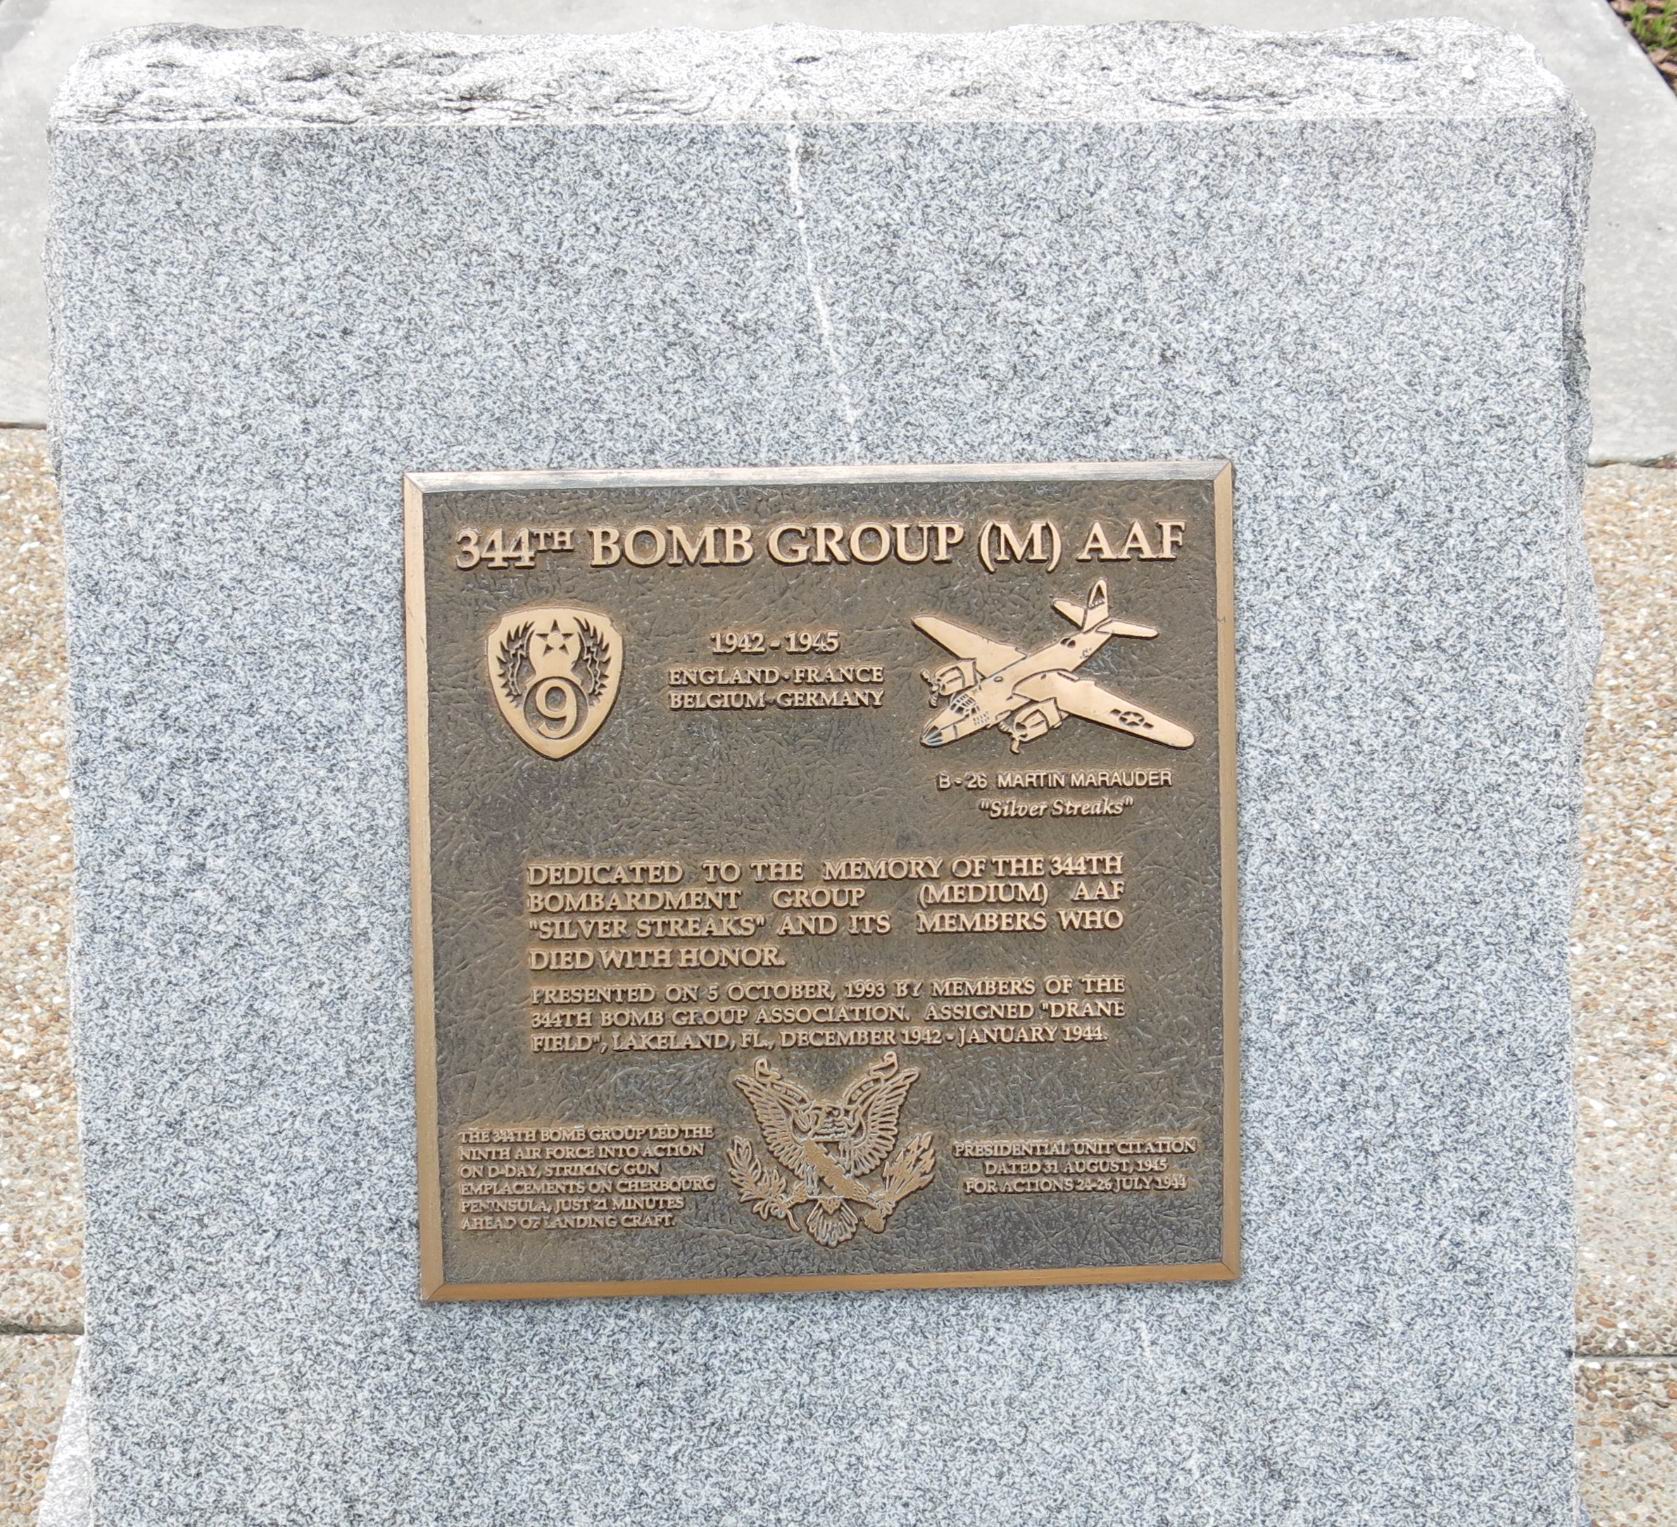 344TH BOMB GROUP (M) AAF
9
1942 - 1945
ENGLAND · FRANCE
BELGIUM · GERMANY
B - 26 MARTIN MARAUDER
"Silver Streaks"
DEDICATED TO THE MEMORY OF THE 344TH
BOMBARDMENT GROUP (MEDIUM) AAF
"SILVER STREAKS" AND ITS MEMBERS WHO
DIED WITH HONOR.
PRESENTED ON 5 OCTOBER, 1993 BY MEMBERS OF THE
344TH BOMB GROUP ASSOCIATION. ASSIGNED "DRANE
FIELD", LAKELAND, FL., DECEMBER 1942 - JANUARY 1944.
THE 344TH BOMB GROUP LED THE
NINTH AIR FORCE INTO ACTION
ON D-DAY, STRIKING GUN
EMPLACEMENTS ON CHERBOURG
PENINSULA, JUST 21 MINUTES
AHEAD OF LANDING CRAFT.
PRESIDENTIAL UNIT CITATION
DATED 31 AUGUST, 1945
FOR ACTIONS 24-26 JULY 1944